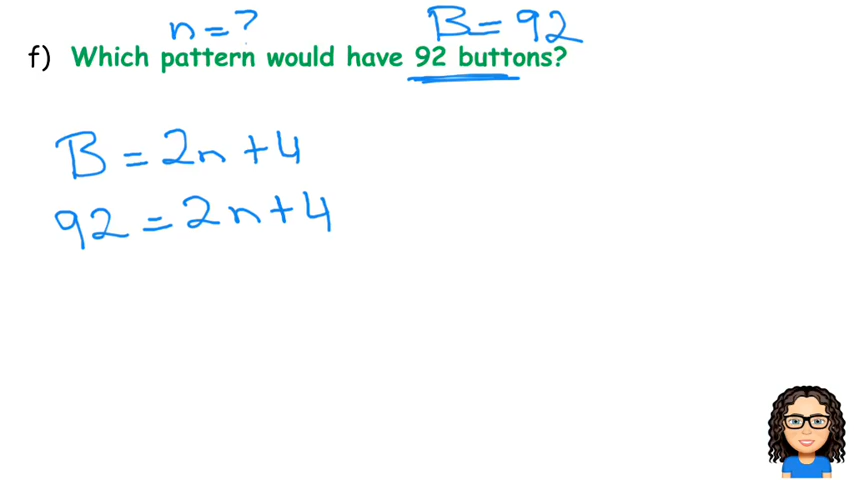 n = ? B = 92
f) Which pattern would have 92 buttons?
B = 2n + 4
92 = 2n + 4